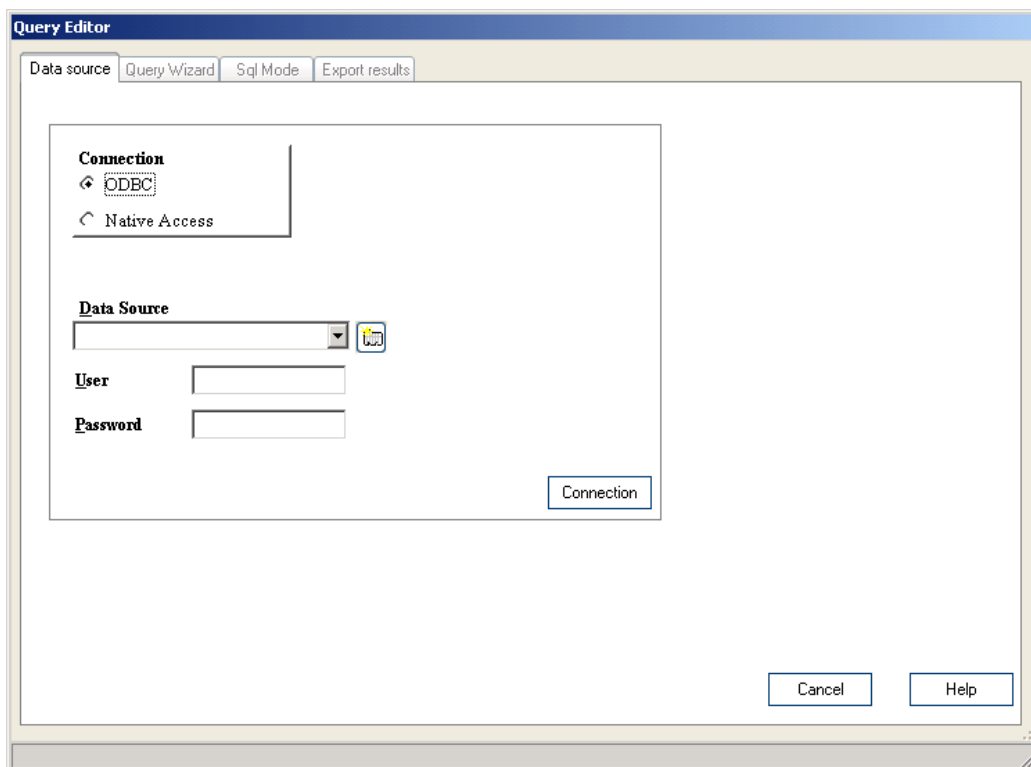 Query Editor
Data source Query Wizard Sql Mode Export results
Connection
ODBC
Native Access
Data Source
User
Password
Connection
Cancel Help